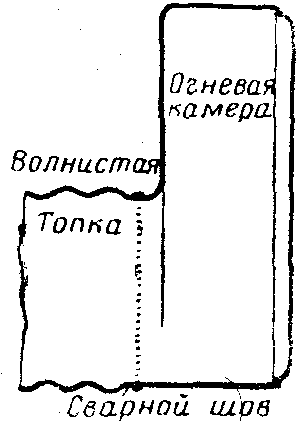 Огневая
камера
Волнистая
Топка
Сварной шов